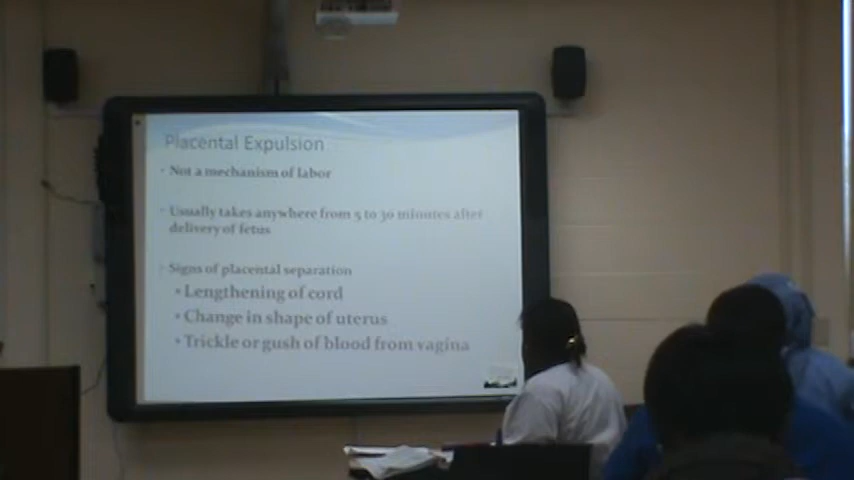 Placental Expulsion
Not a mechanism of labor
Usually takes anywhere from 5 to 30 minutes after
delivery of fetus
Signs of placental separation
Lengthening of cord
Change in shape of uterus
Trickle or gush of blood from vagina